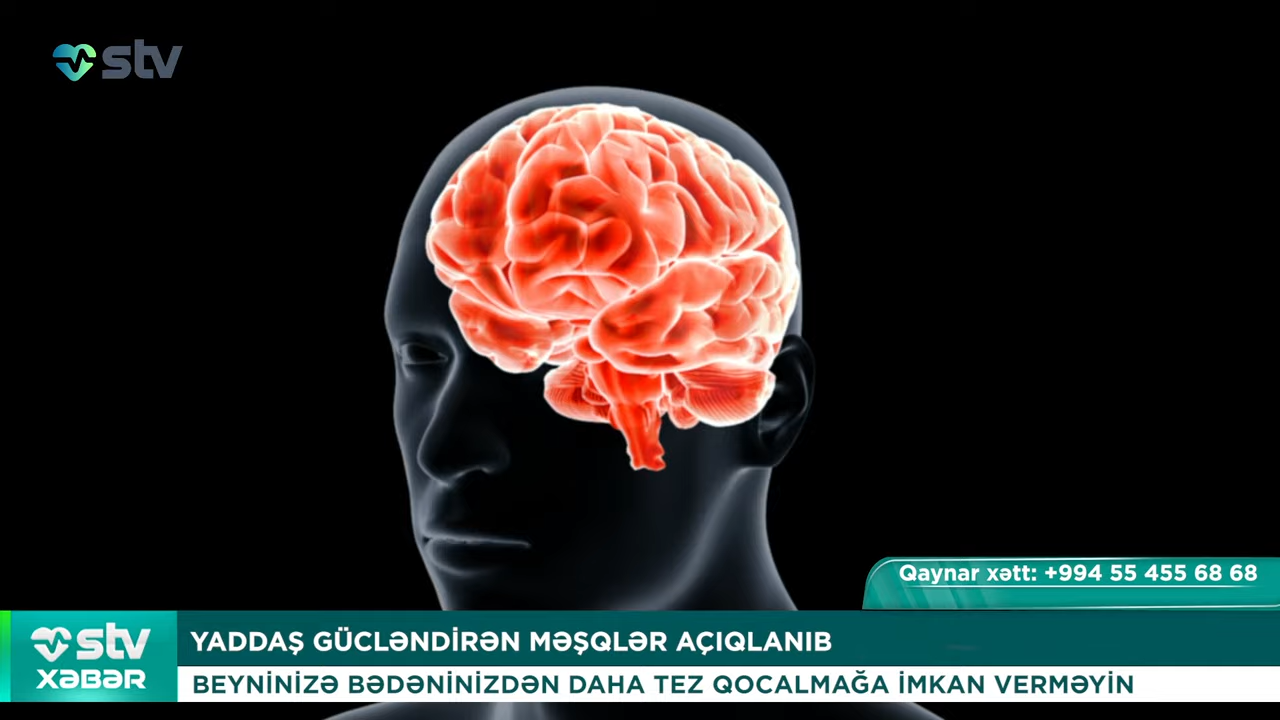 stv
Qaynar xətt: +994 55 455 68 68
stv
XƏBƏR
YADDAŞ GÜCLƏNDİRƏN MƏŞQLƏR AÇIQLANIB
BEYNİNİZƏ BƏDƏNİNİZDƏN DAHA TEZ QOCALMAĞA İMKAN VERMƏYİN